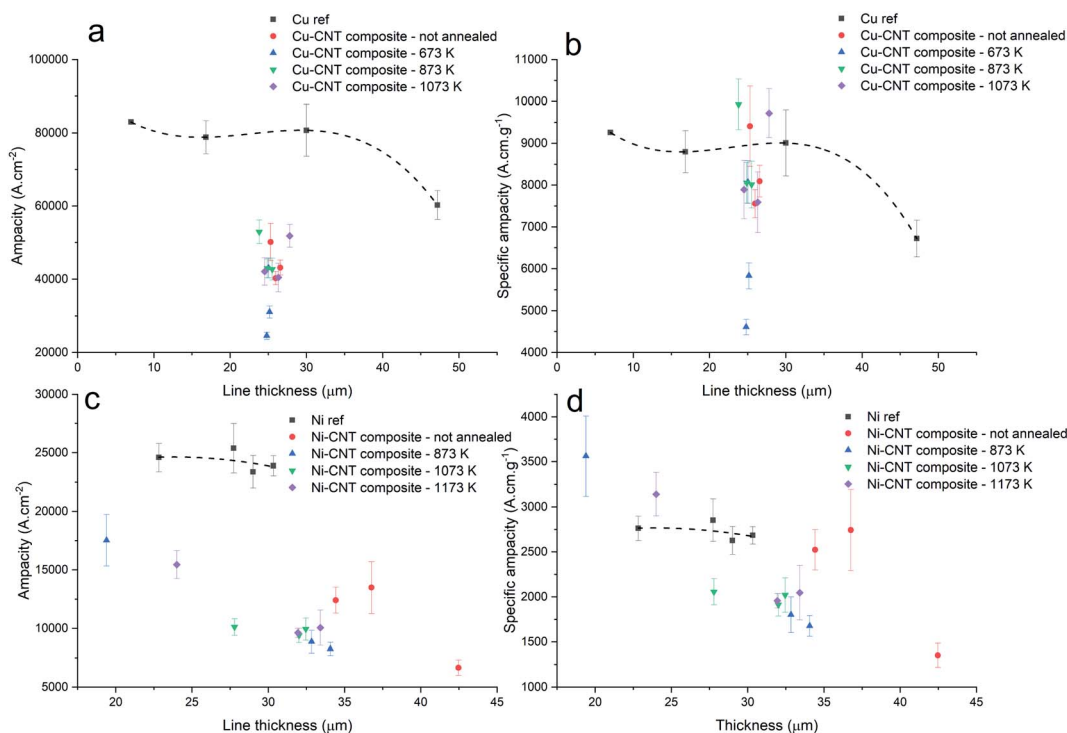 a
Cu ref
Cu-CNT composite - not annealed
Cu-CNT composite - 673 K
Cu-CNT composite - 873 K
Cu-CNT composite - 1073 K
100000
80000
60000
40000
20000
Ampacity (A.cm⁻²)
0 10 20 30 40 50
Line thickness (μm)
b
Cu ref
Cu-CNT composite - not annealed
Cu-CNT composite - 673 K
Cu-CNT composite - 873 K
Cu-CNT composite - 1073 K
11000
10000
9000
8000
7000
6000
5000
4000
Specific ampacity (A.cm.g⁻¹)
0 10 20 30 40 50
Line thickness (μm)
c
Ni ref
Ni-CNT composite - not annealed
Ni-CNT composite - 873 K
Ni-CNT composite - 1073 K
Ni-CNT composite - 1173 K
30000
25000
20000
15000
10000
5000
Ampacity (A.cm⁻²)
20 25 30 35 40 45
Line thickness (μm)
d
Ni ref
Ni-CNT composite - not annealed
Ni-CNT composite - 873 K
Ni-CNT composite - 1073 K
Ni-CNT composite - 1173 K
4000
3500
3000
2500
2000
1500
1000
Specific ampacity (A.cm.g⁻¹)
20 25 30 35 40 45
Thickness (μm)